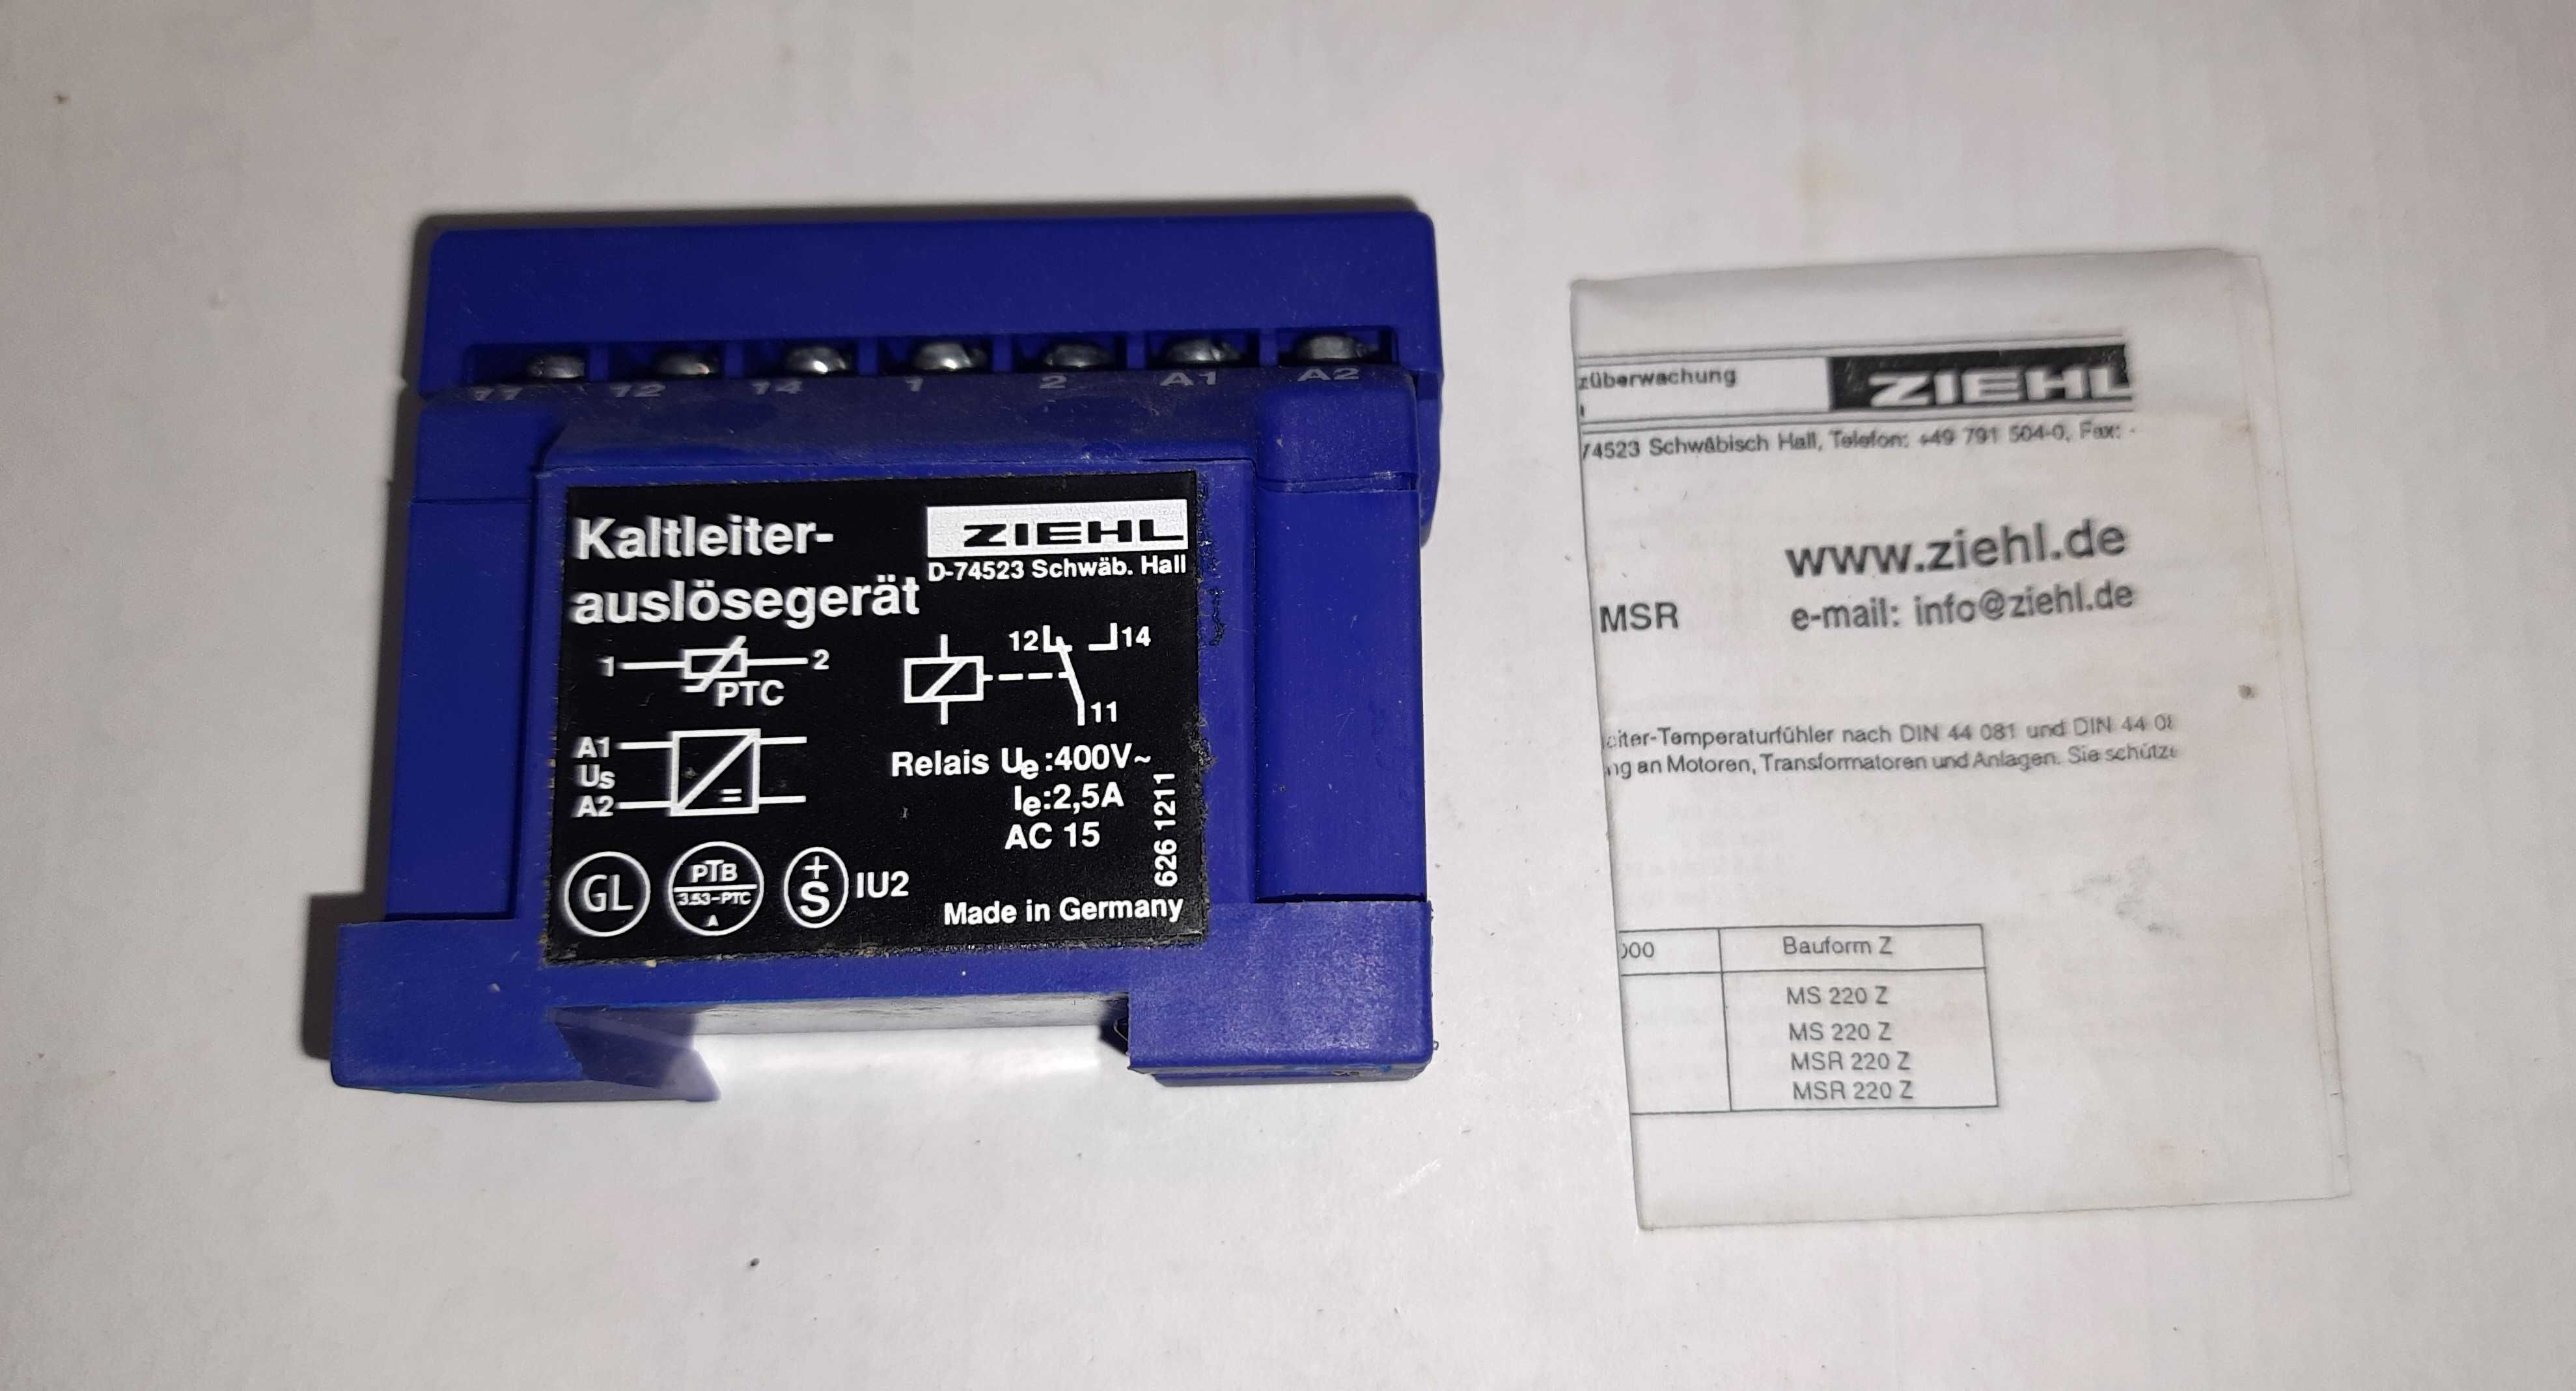 11 12 14 1 2 A1 A2
Kaltleiter-
auslösegerät
ZIEHL
D-74523 Schwäb. Hall
1 2
PTC
12 14
11
A1
Us
A2
=
Relais Ue:400V~
Ie:2,5A
AC 15
626 1211
GL
PTB
3.53-PTC
A
+
S
IU2
Made in Germany
züberwachung
ZIEHL
74523 Schwäbisch Hall, Telefon: +49 791 504-0, Fax:
www.ziehl.de
MSR
e-mail: info@ziehl.de
eiter-Temperaturfühler nach DIN 44 081 und DIN 44 08
ng an Motoren, Transformatoren und Anlagen. Sie schütze
000 Bauform Z
MS 220 Z
MS 220 Z
MSR 220 Z
MSR 220 Z